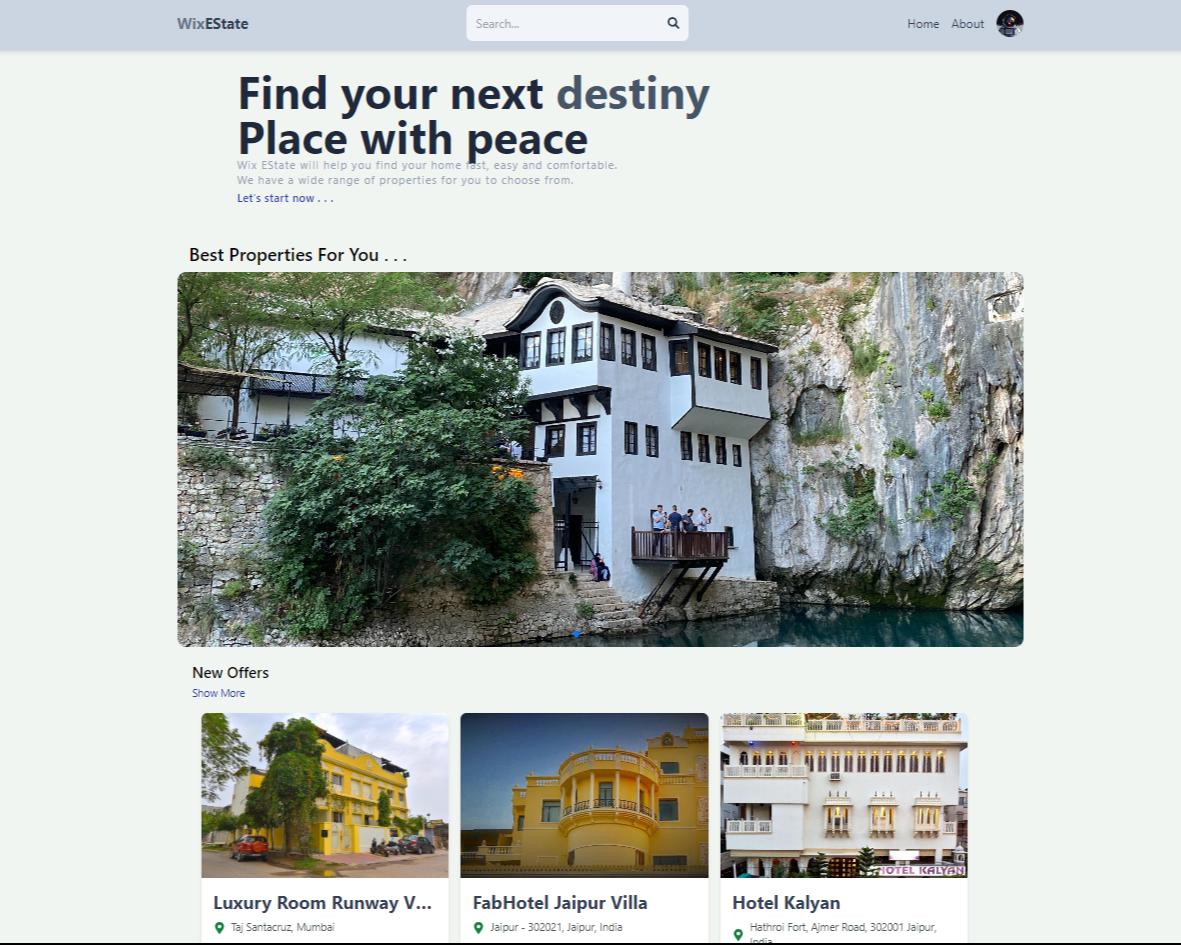 WixEState
Search...
Home
About
Find your next destiny
Place with peace
Wix EState will help you find your home fast, easy and comfortable.
We have a wide range of properties for you to choose from.
Let's start now . . .
Best Properties For You . . .
New Offers
Show More
HOTEL KALYAN
Luxury Room Runway V...
FabHotel Jaipur Villa
Hotel Kalyan
Taj Santacruz, Mumbai
Jaipur - 302021, Jaipur, India
Hathroi Fort, Ajmer Road, 302001 Jaipur,
India